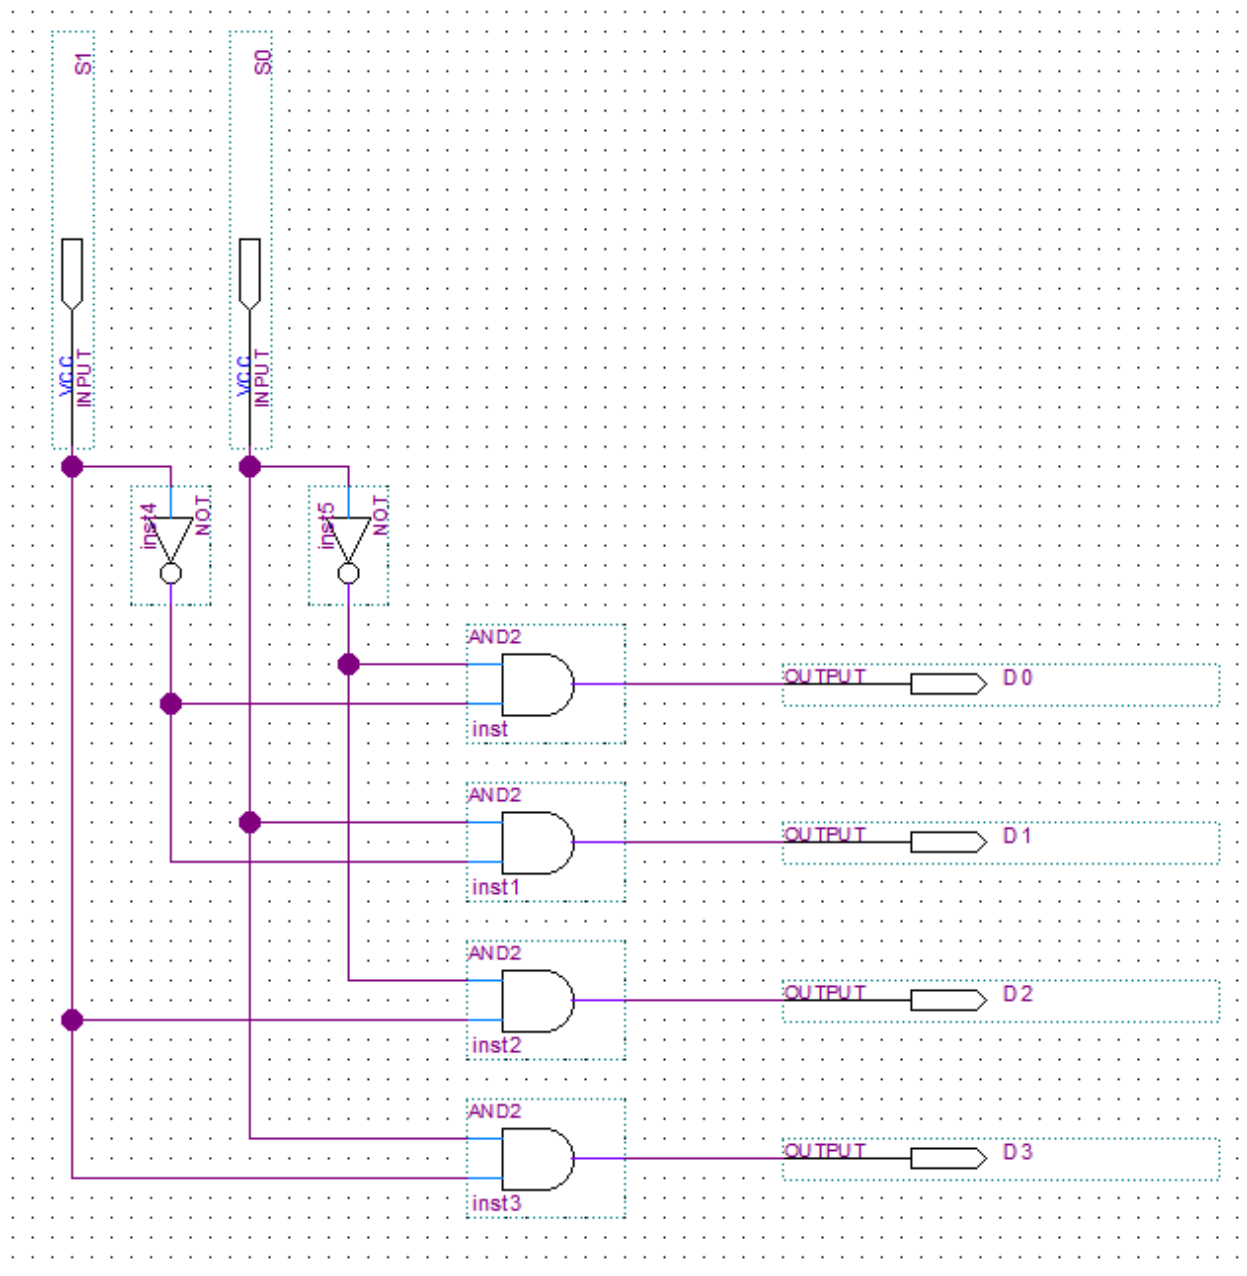 S1
S0
VCC
INPUT
VCC
INPUT
inst4
NOT
inst5
NOT
AND2
inst
OUTPUT
D0
AND2
inst1
OUTPUT
D1
AND2
inst2
OUTPUT
D2
AND2
inst3
OUTPUT
D3